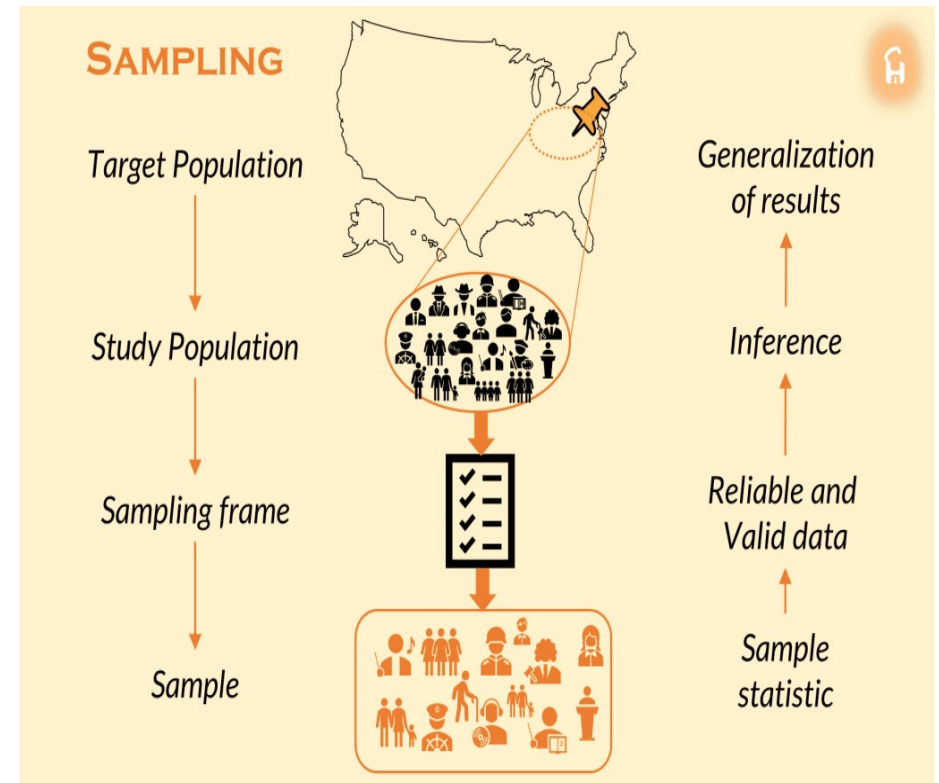 SAMPLING
Target Population
Study Population
Sampling frame
Sample
Generalization
of results
Inference
Reliable and
Valid data
Sample
statistic